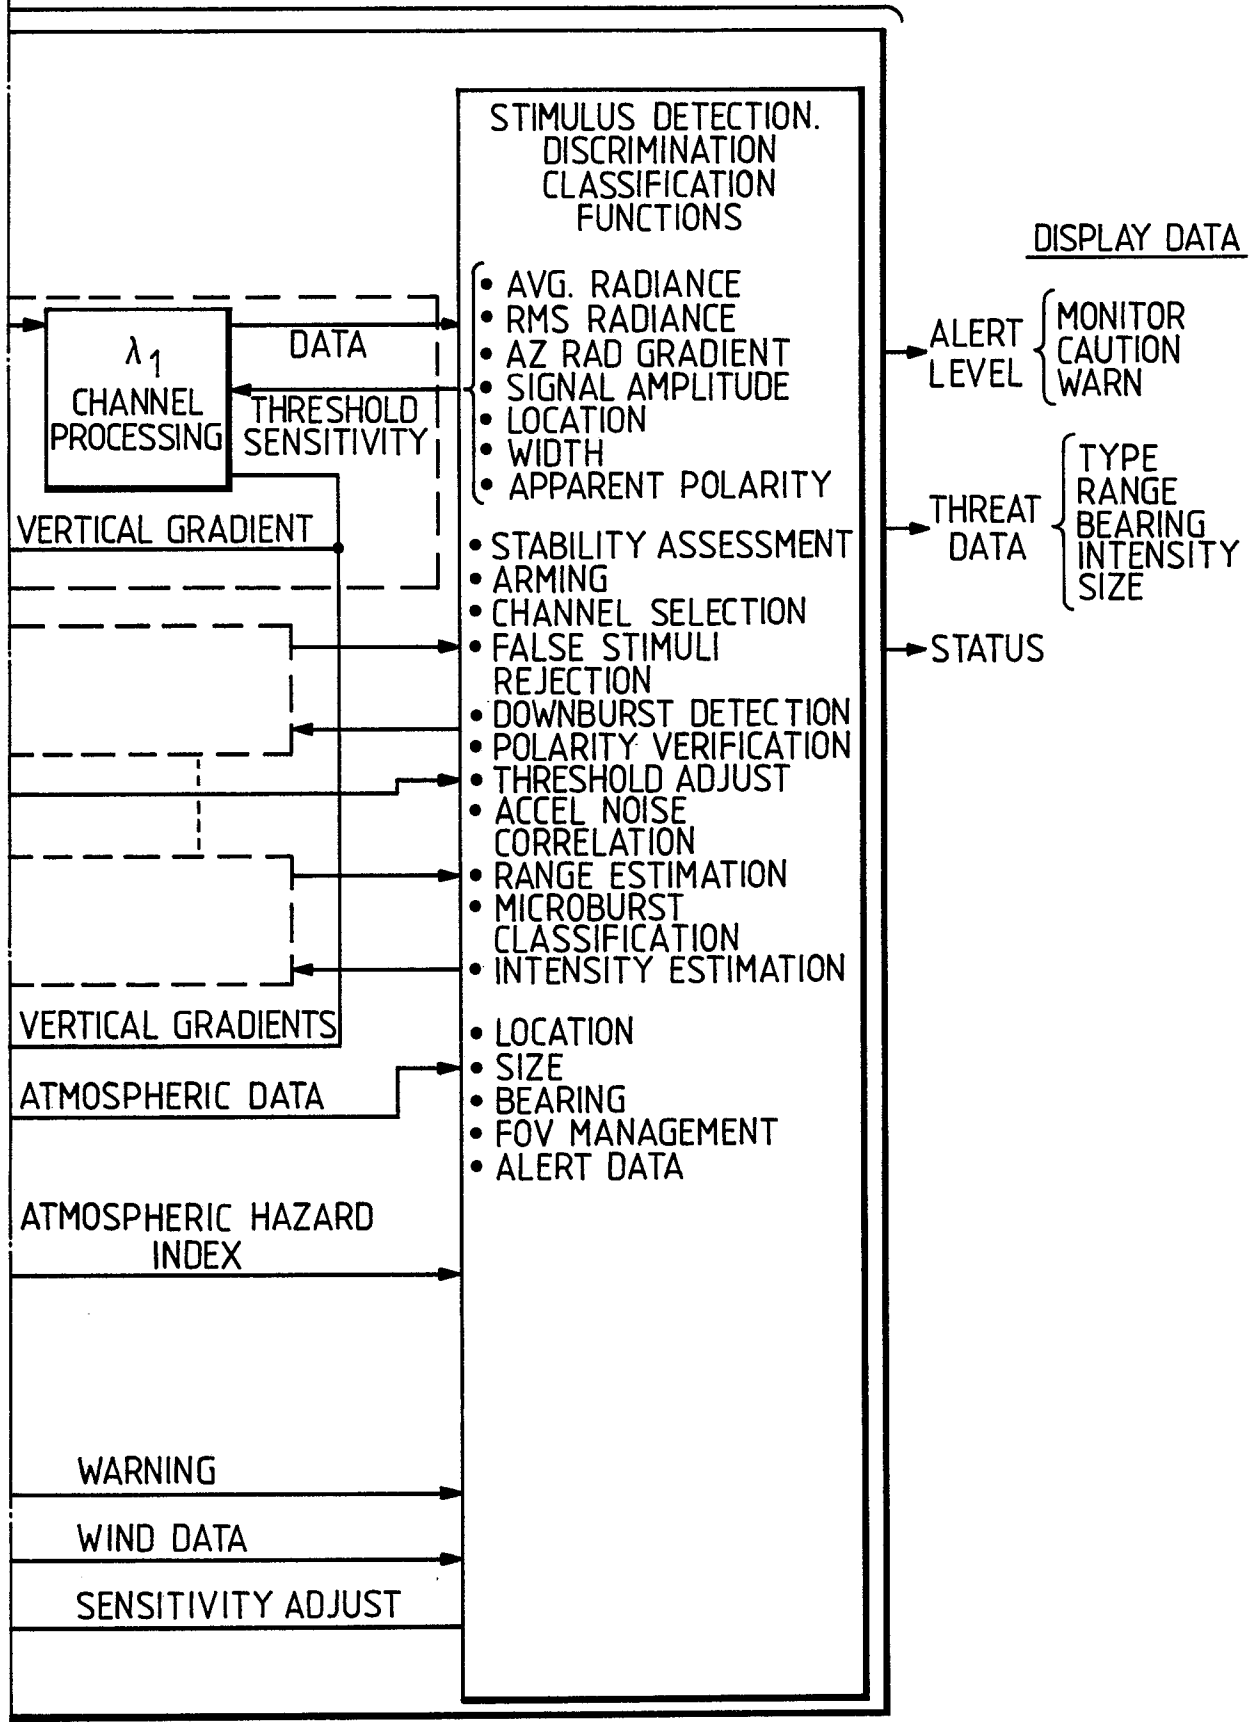 STIMULUS DETECTION.
DISCRIMINATION
CLASSIFICATION
FUNCTIONS
• AVG. RADIANCE
• RMS RADIANCE
• AZ RAD GRADIENT
• SIGNAL AMPLITUDE
• LOCATION
• WIDTH
• APPARENT POLARITY
• STABILITY ASSESSMENT
• ARMING
• CHANNEL SELECTION
• FALSE STIMULI
REJECTION
• DOWNBURST DETECTION
• POLARITY VERIFICATION
• THRESHOLD ADJUST
• ACCEL NOISE
CORRELATION
• RANGE ESTIMATION
• MICROBURST
CLASSIFICATION
• INTENSITY ESTIMATION
• LOCATION
• SIZE
• BEARING
• FOV MANAGEMENT
• ALERT DATA
λ1
CHANNEL
PROCESSING
DATA
THRESHOLD
SENSITIVITY
VERTICAL GRADIENT
VERTICAL GRADIENTS
ATMOSPHERIC DATA
ATMOSPHERIC HAZARD
INDEX
WARNING
WIND DATA
SENSITIVITY ADJUST
DISPLAY DATA
ALERT
LEVEL
MONITOR
CAUTION
WARN
THREAT
DATA
TYPE
RANGE
BEARING
INTENSITY
SIZE
STATUS